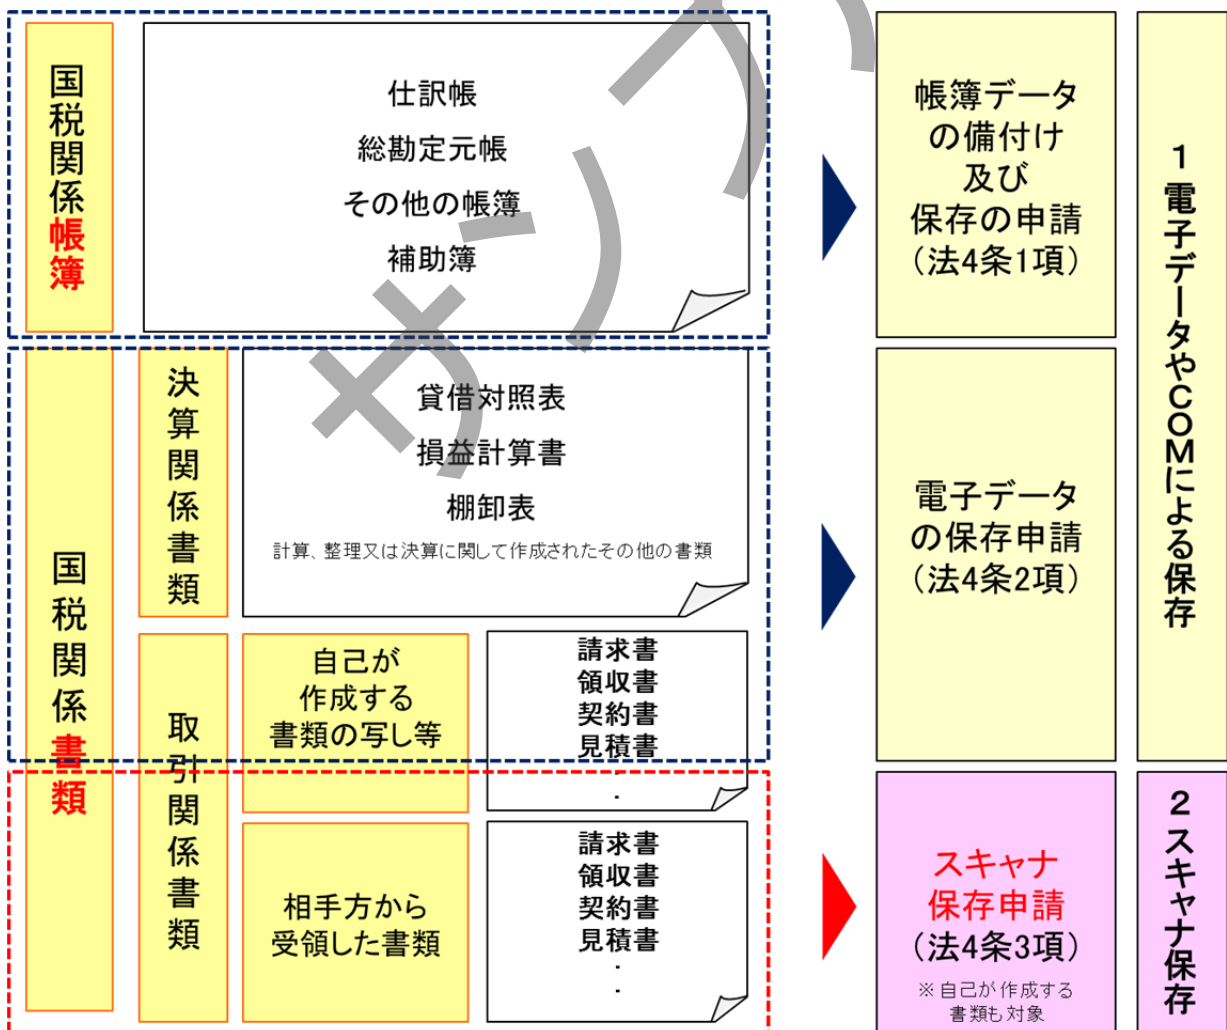 国税関係帳簿
仕訳帳
総勘定元帳
その他の帳簿
補助簿
帳簿データ
の備付け
及び
保存の申請
(法4条1項)
1 電子データやCOMによる保存
国税関係書類
決算関係書類
貸借対照表
損益計算書
棚卸表
計算、整理又は決算に関して作成されたその他の書類
電子データ
の保存申請
(法4条2項)
取引関係書類
自己が
作成する
書類の写し等
請求書
領収書
契約書
見積書
・
・
相手方から
受領した書類
請求書
領収書
契約書
見積書
・
・
スキャナ
保存申請
(法4条3項)
※自己が作成する
書類も対象
2 スキャナ保存